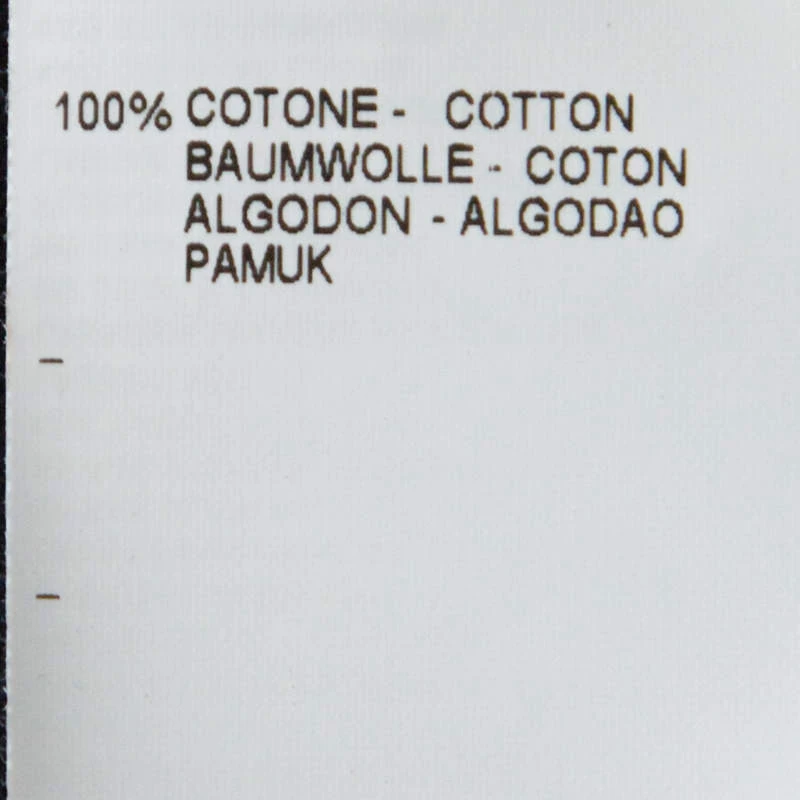 100% COTONE - COTTON
BAUMWOLLE - COTON
ALGODON - ALGODAO
PAMUK
-
-